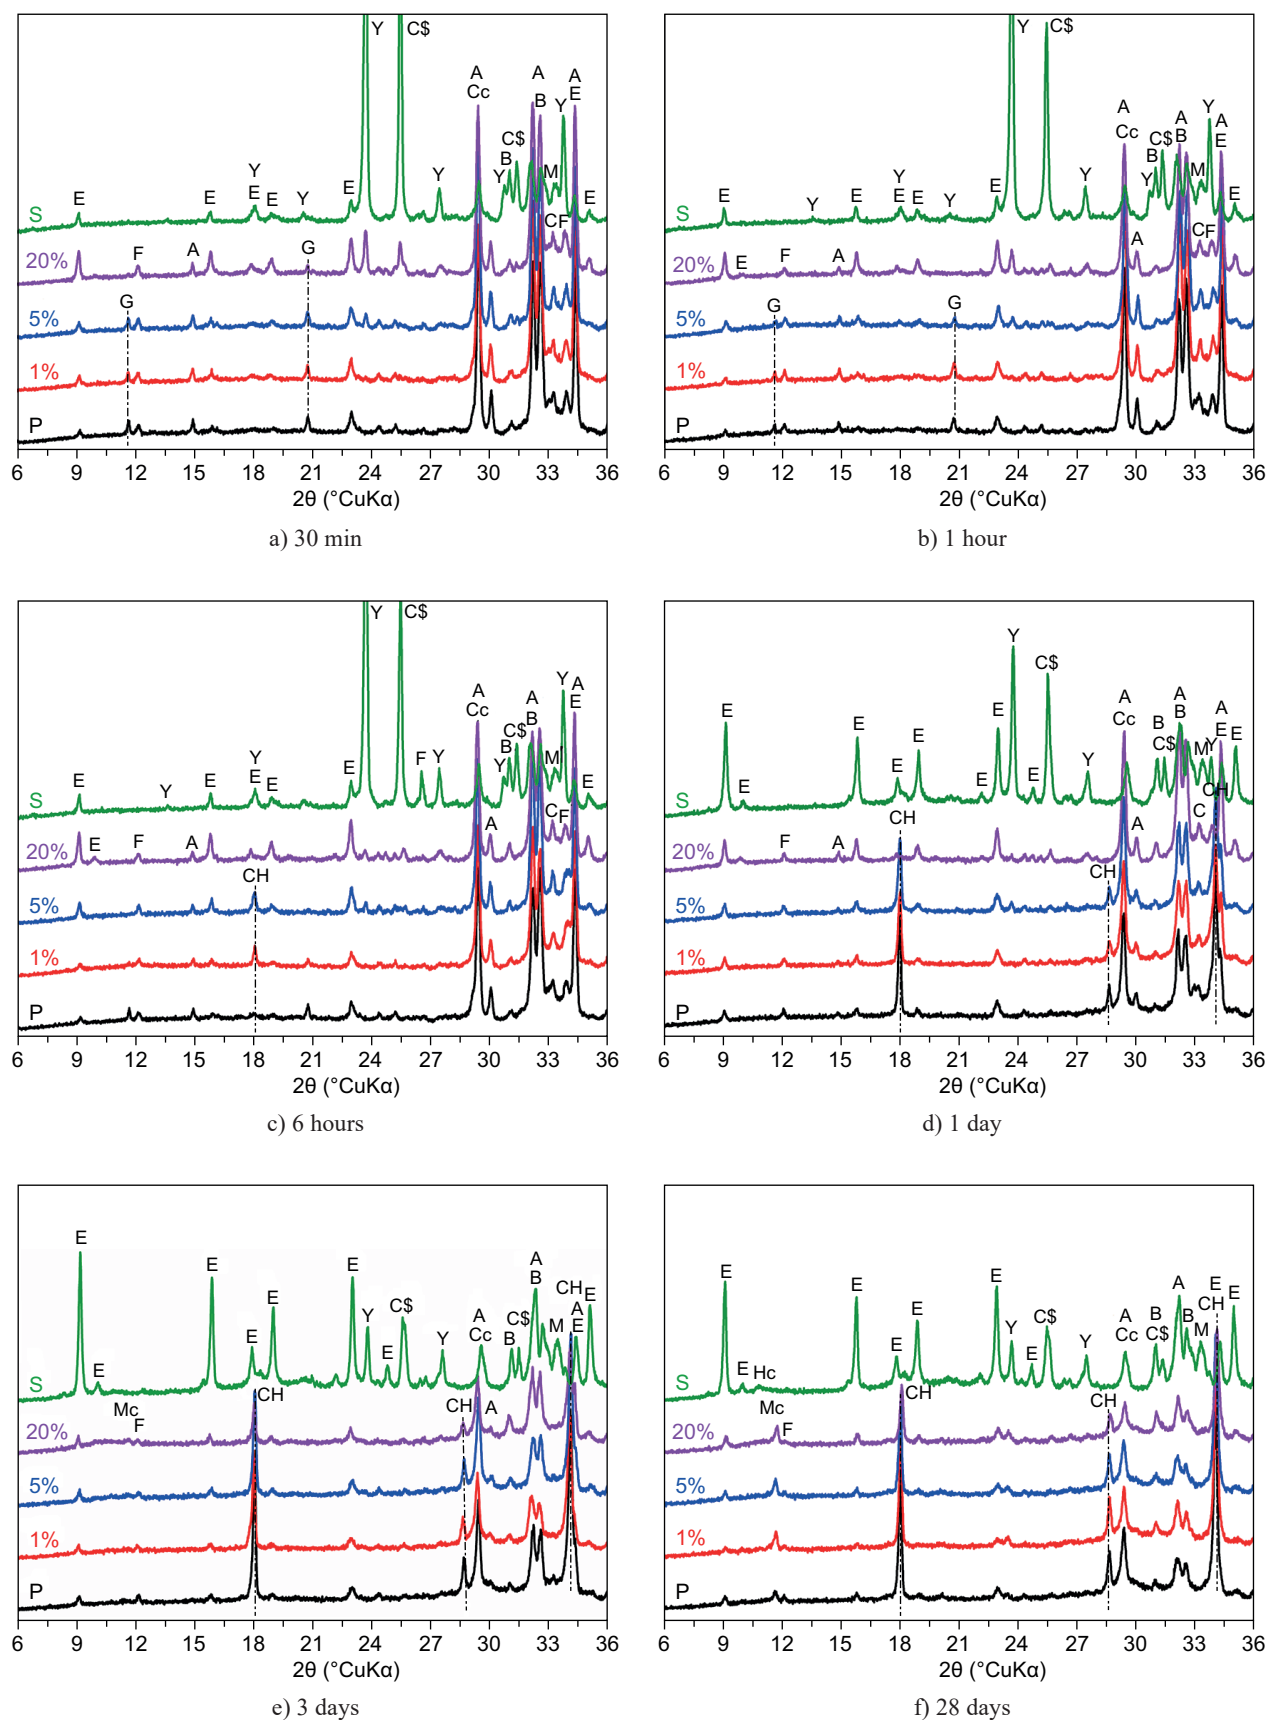 Y C$
A
Cc
A
B
A
E
Y
C$
B
Y
M
Y
E
E
Y
E
E
Y
E
Y
E
S
20%
F
A
G
C F
5%
G
1%
P
6 9 12 15 18 21 24 27 30 33 36
2θ (°CuKα)
a) 30 min
Y C$
A
Cc
A
B
A
E
Y
C$
B
Y
M
Y
E
Y
E
E
E
Y
E
Y
E
S
20%
E
F
A
A
C F
5%
G
G
1%
P
6 9 12 15 18 21 24 27 30 33 36
2θ (°CuKα)
b) 1 hour
Y C$
A
Cc
A
B
Y
A
E
C$
B
Y
M
Y
E
Y
E
Y
E
E
E
F
Y
E
S
20%
E
F
A
A
C F
CH
5%
1%
P
6 9 12 15 18 21 24 27 30 33 36
2θ (°CuKα)
c) 6 hours
Y
C$
A
Cc
A
B
A
E
E
B
C$
M
Y
E
E
E
E
E
E
E
Y
S
CH
CH
20%
F
A
A
C
CH
5%
1%
P
6 9 12 15 18 21 24 27 30 33 36
2θ (°CuKα)
d) 1 day
E
E
E
E
E
E
E
Y
E
C$
Y
A
Cc
C$
B
A
B
M
CH
A
E
E
S
CH
Mc
F
CH
A
20%
5%
1%
P
6 9 12 15 18 21 24 27 30 33 36
2θ (°CuKα)
e) 3 days
E
E
E
E
E
E
Y
E
C$
Y
A
Cc
B
C$
A
B
M
E
CH
E
E
Hc
S
CH
Mc
F
CH
20%
5%
1%
P
6 9 12 15 18 21 24 27 30 33 36
2θ (°CuKα)
f) 28 days